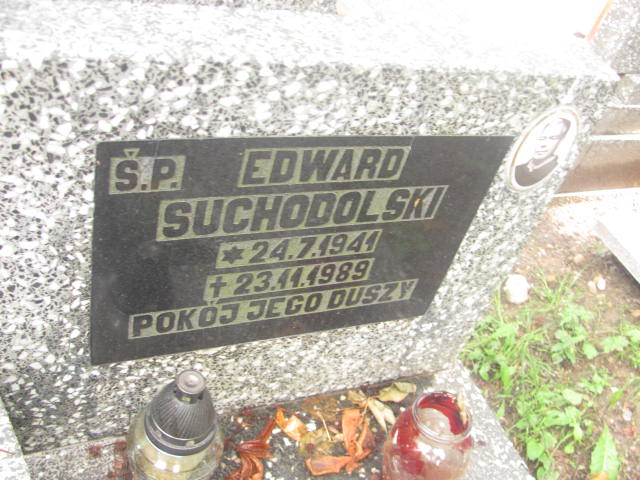 Ś.P. EDWARD
SUCHODOLSKI
* 24.7.1941
† 23.11.1989
POKÓJ JEGO DUSZY